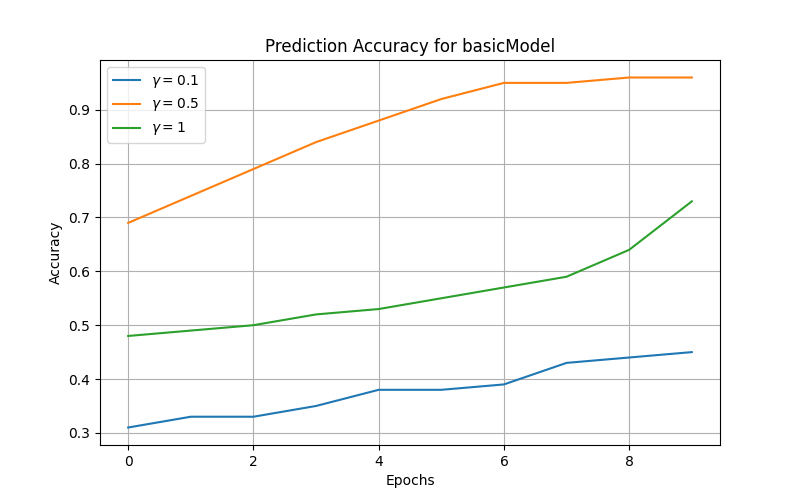 Prediction Accuracy for basicModel
γ = 0.1
γ = 0.5
γ = 1
0.9
0.8
0.7
0.6
0.5
0.4
0.3
Accuracy
0 2 4 6 8
Epochs